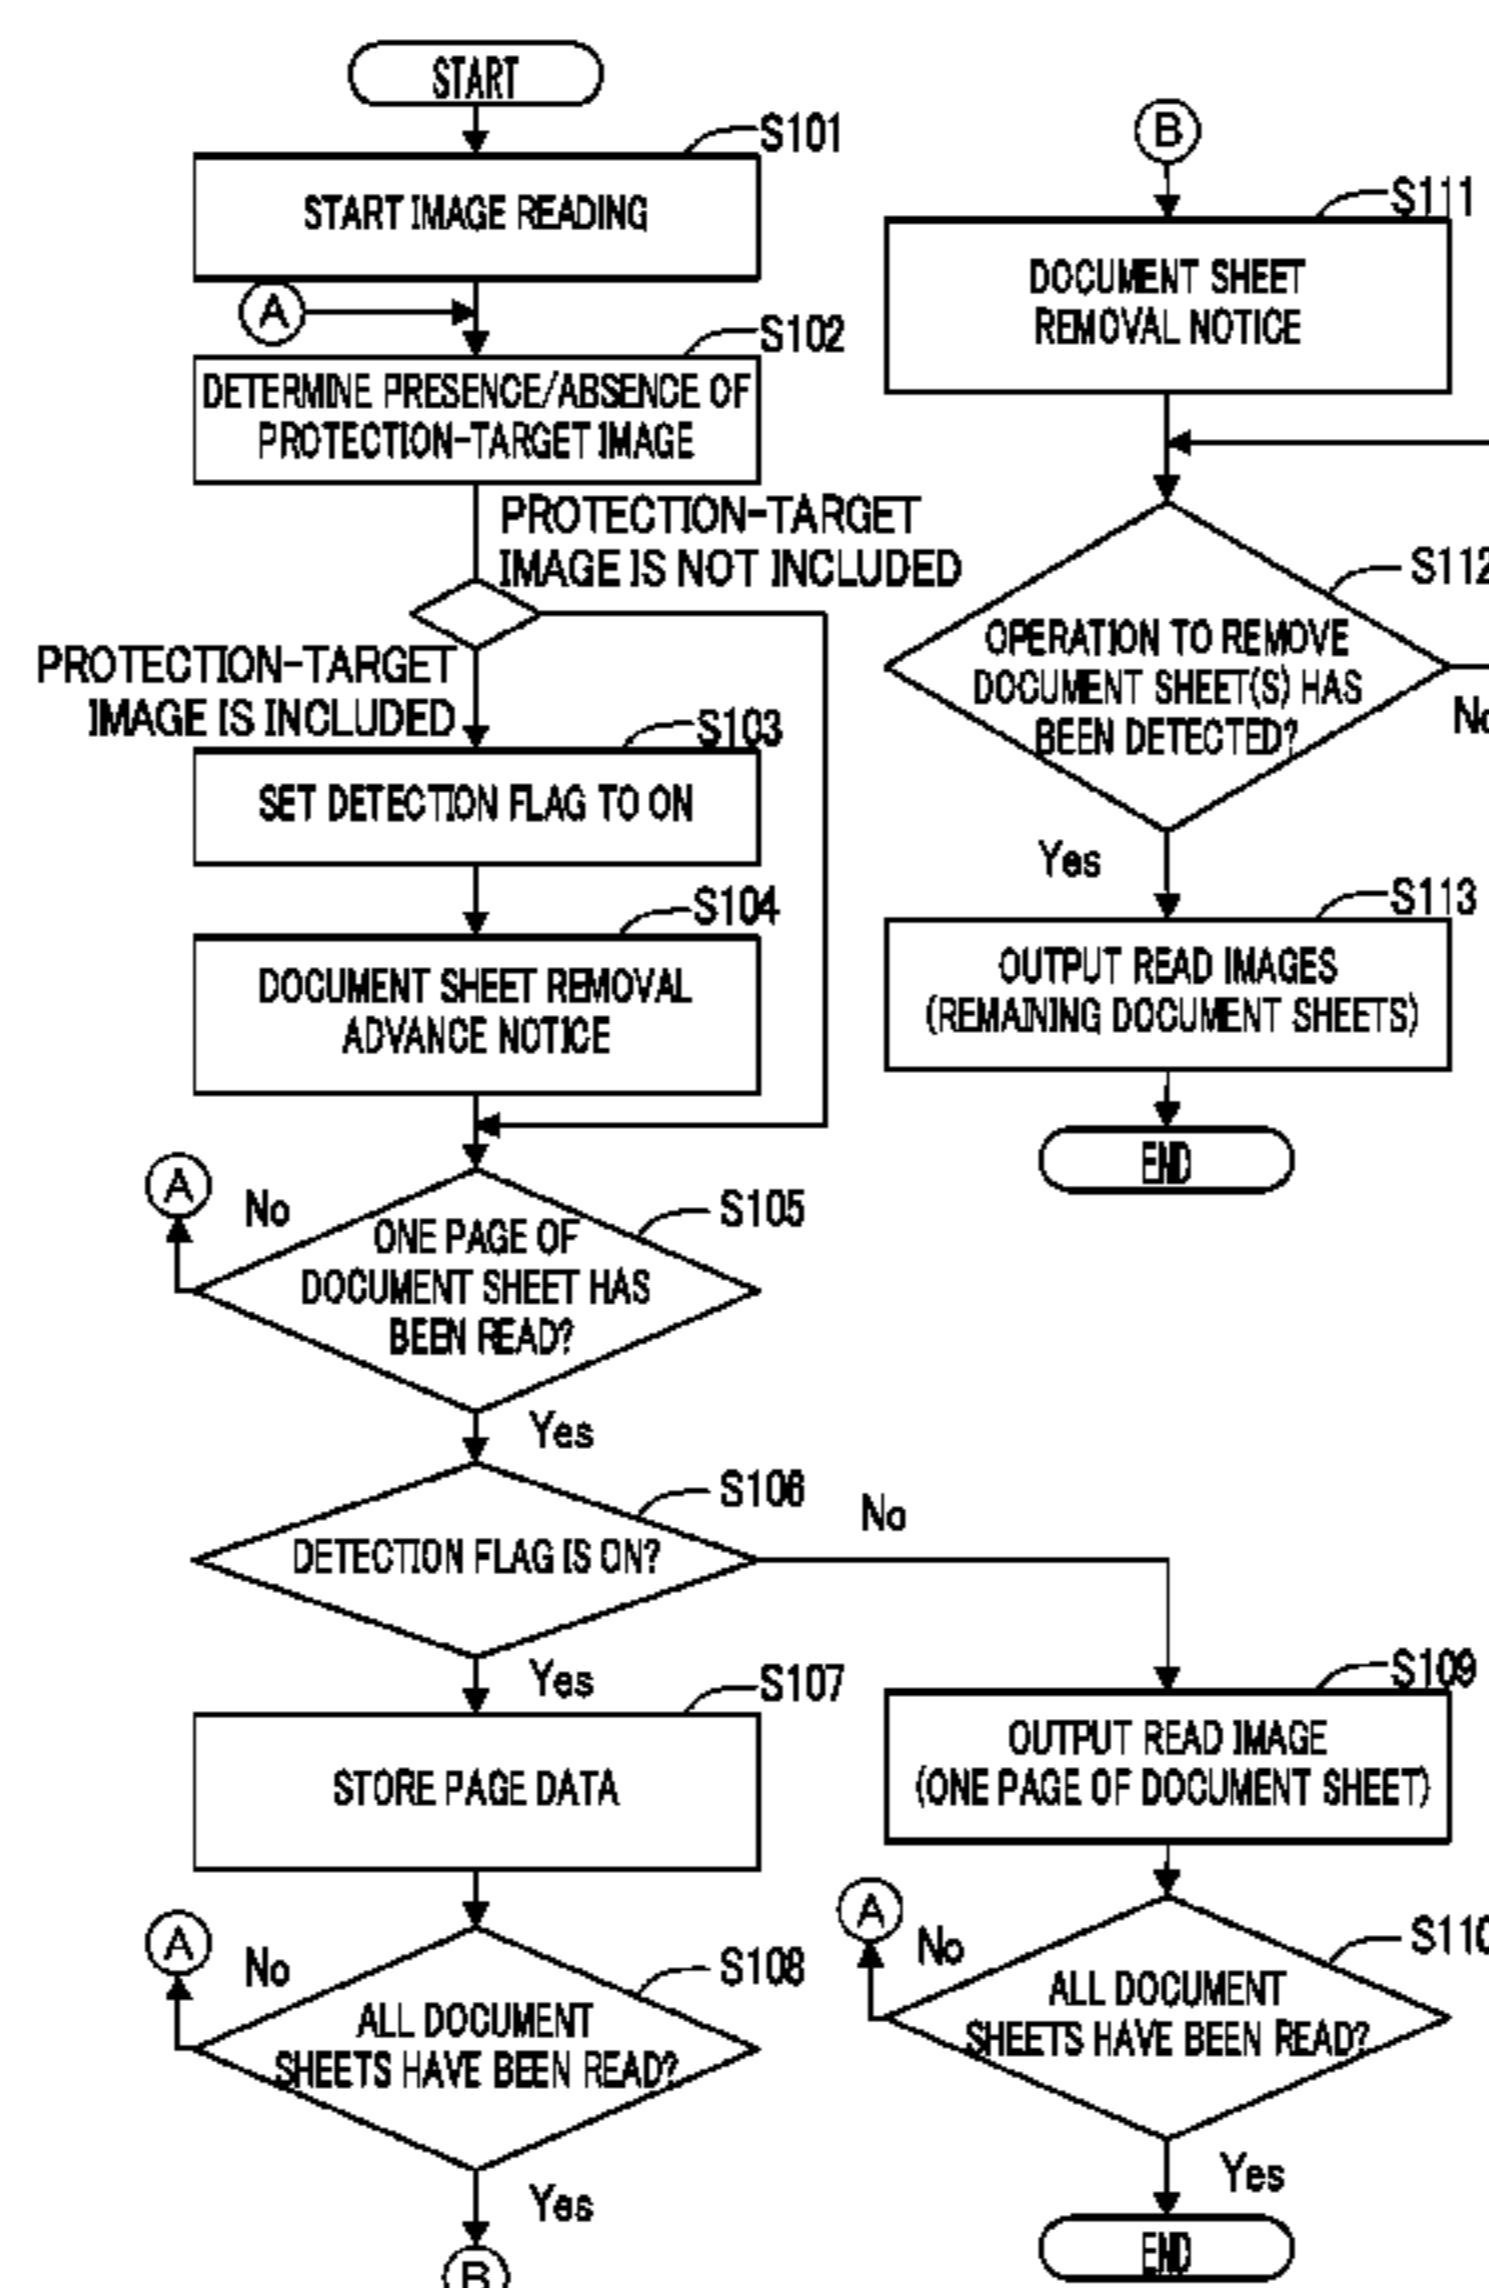 START
S101
START IMAGE READING
A
S102
DETERMINE PRESENCE/ABSENCE OF
PROTECTION-TARGET IMAGE
PROTECTION-TARGET
IMAGE IS NOT INCLUDED
PROTECTION-TARGET
IMAGE IS INCLUDED
S103
SET DETECTION FLAG TO ON
S104
DOCUMENT SHEET REMOVAL
ADVANCE NOTICE
A
No
S105
ONE PAGE OF
DOCUMENT SHEET HAS
BEEN READ?
Yes
S106
No
DETECTION FLAG IS ON?
Yes
S107
STORE PAGE DATA
A
No
S108
ALL DOCUMENT
SHEETS HAVE BEEN READ?
Yes
B
B
S111
DOCUMENT SHEET
REMOVAL NOTICE
S112
OPERATION TO REMOVE
DOCUMENT SHEET(S) HAS
BEEN DETECTED?
No
Yes
S113
OUTPUT READ IMAGES
(REMAINING DOCUMENT SHEETS)
END
S109
OUTPUT READ IMAGE
(ONE PAGE OF DOCUMENT SHEET)
A
No
S110
ALL DOCUMENT
SHEETS HAVE BEEN READ?
Yes
END